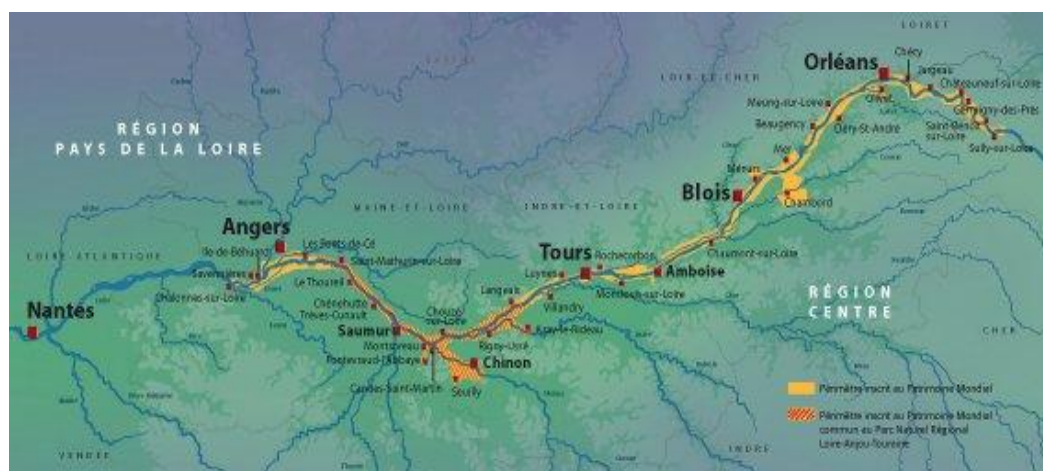 LOIRET
Orléans
Chécy
Jargeau
Châteauneuf-sur-Loire
Germigny-des-Prés
Olivet
Saint-Benoît
sur-Loire
Sully-sur-Loire
LOIR-ET-CHER
Meung-sur-Loire
Beaugency
Cléry-St-André
Mer
Ménars
Blois
Chambord
Chaumont-sur-Loire
RÉGION
PAYS DE LA LOIRE
MAINE-ET-LOIRE
INDRE-ET-LOIRE
Angers
Ile-de-Béhuard
Les Ponts-de-Cé
Saint-Mathurin-sur-Loire
LOIRE-ATLANTIQUE
Savennières
Le Thoureil
Chalonnes-sur-Loire
Chênehutte
Trèves-Cunault
Tours
Rochecorbon
Luynes
Amboise
Montlouis-sur-Loire
Langeais
Villandry
RÉGION
CENTRE
Nantes
Chouzé
sur-Loire
Saumur
Azay-le-Rideau
Montsoreau
Rigny-Ussé
Fontevraud-l'Abbaye
Chinon
Candes-Saint-Martin
Seuilly
CHER
INDRE
VENDÉE
Périmètre inscrit au Patrimoine Mondial
Périmètre inscrit au Patrimoine Mondial
commun au Parc Naturel Régional
Loire-Anjou-Touraine